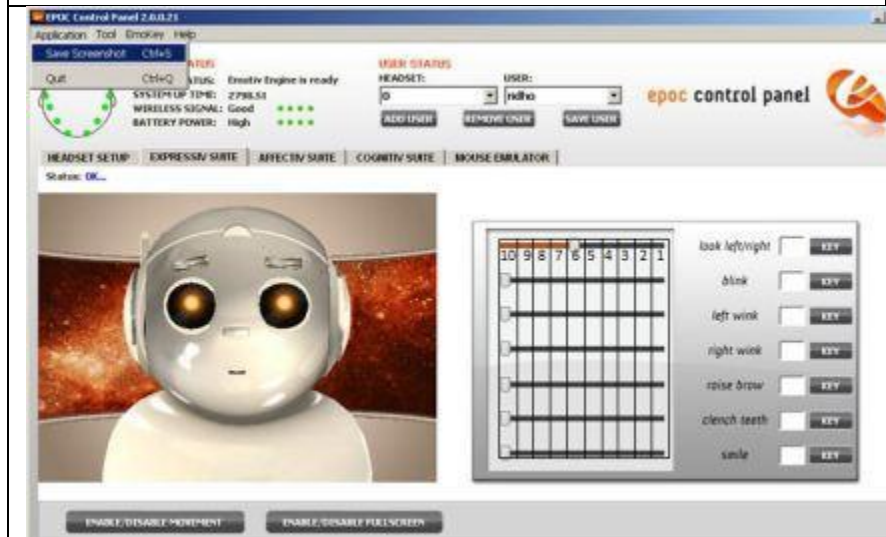 EPOC Control Panel 2.0.0.21
Application Tool EmoKey Help
Save Screenshot Ctrl+S
Quit Ctrl+Q
Emotiv Engine is ready
SYSTEM UP TIME: 2798.51
WIRELESS SIGNAL: Good
BATTERY POWER: High
USER STATUS
HEADSET: USER:
0 ridho
ADD USER REMOVE USER SAVE USER
epoc control panel
HEADSET SETUP EXPRESSIV SUITE AFFECTIV SUITE COGNITIV SUITE MOUSE EMULATOR
Status: OK...
10 9 8 7 6 5 4 3 2 1
look left/right KEY
blink KEY
left wink KEY
right wink KEY
raise brow KEY
clench teeth KEY
smile KEY
ENABLE/DISABLE MOVEMENT ENABLE/DISABLE FULLSCREEN